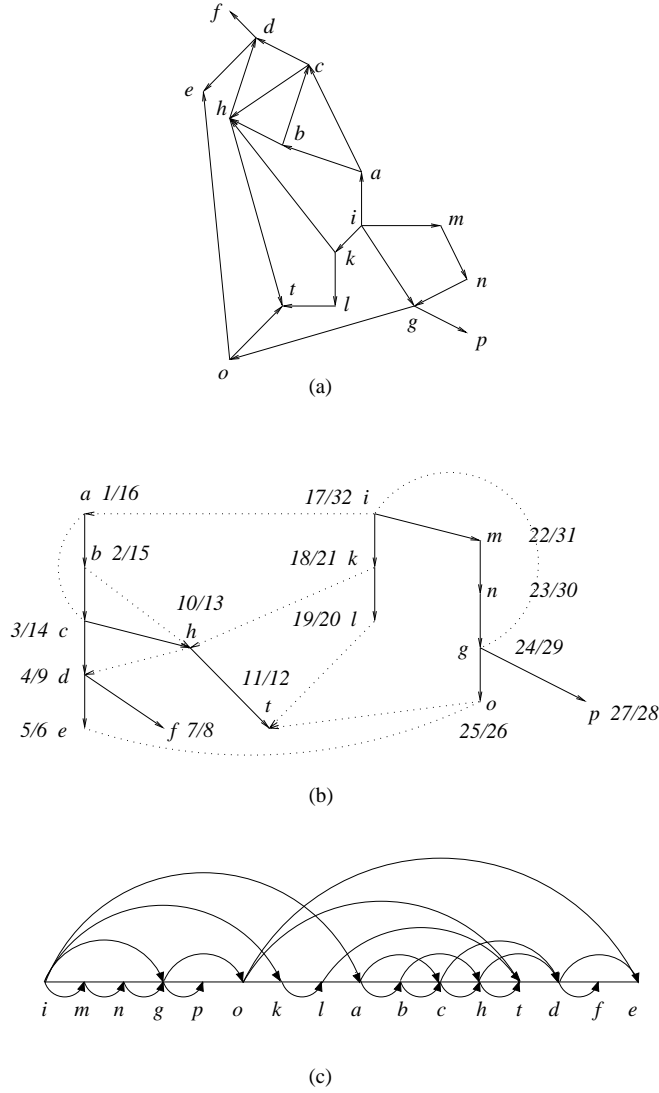 f
d
c
e
h
b
a
i
m
k
n
t
l
g
p
o
(a)
a 1/16
17/32 i
m 22/31
b 2/15
18/21 k
n 23/30
10/13
3/14 c
h
19/20 l
g 24/29
4/9 d
11/12
t
o
p 27/28
5/6 e
f 7/8
25/26
(b)
i m n g p o k l a b c h t d f e
(c)